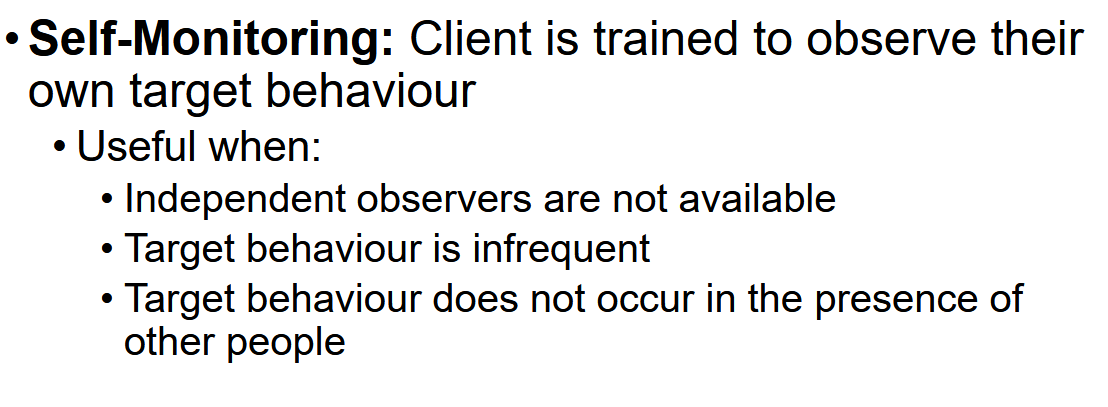 • Self-Monitoring: Client is trained to observe their
own target behaviour
• Useful when:
• Independent observers are not available
• Target behaviour is infrequent
• Target behaviour does not occur in the presence of
other people